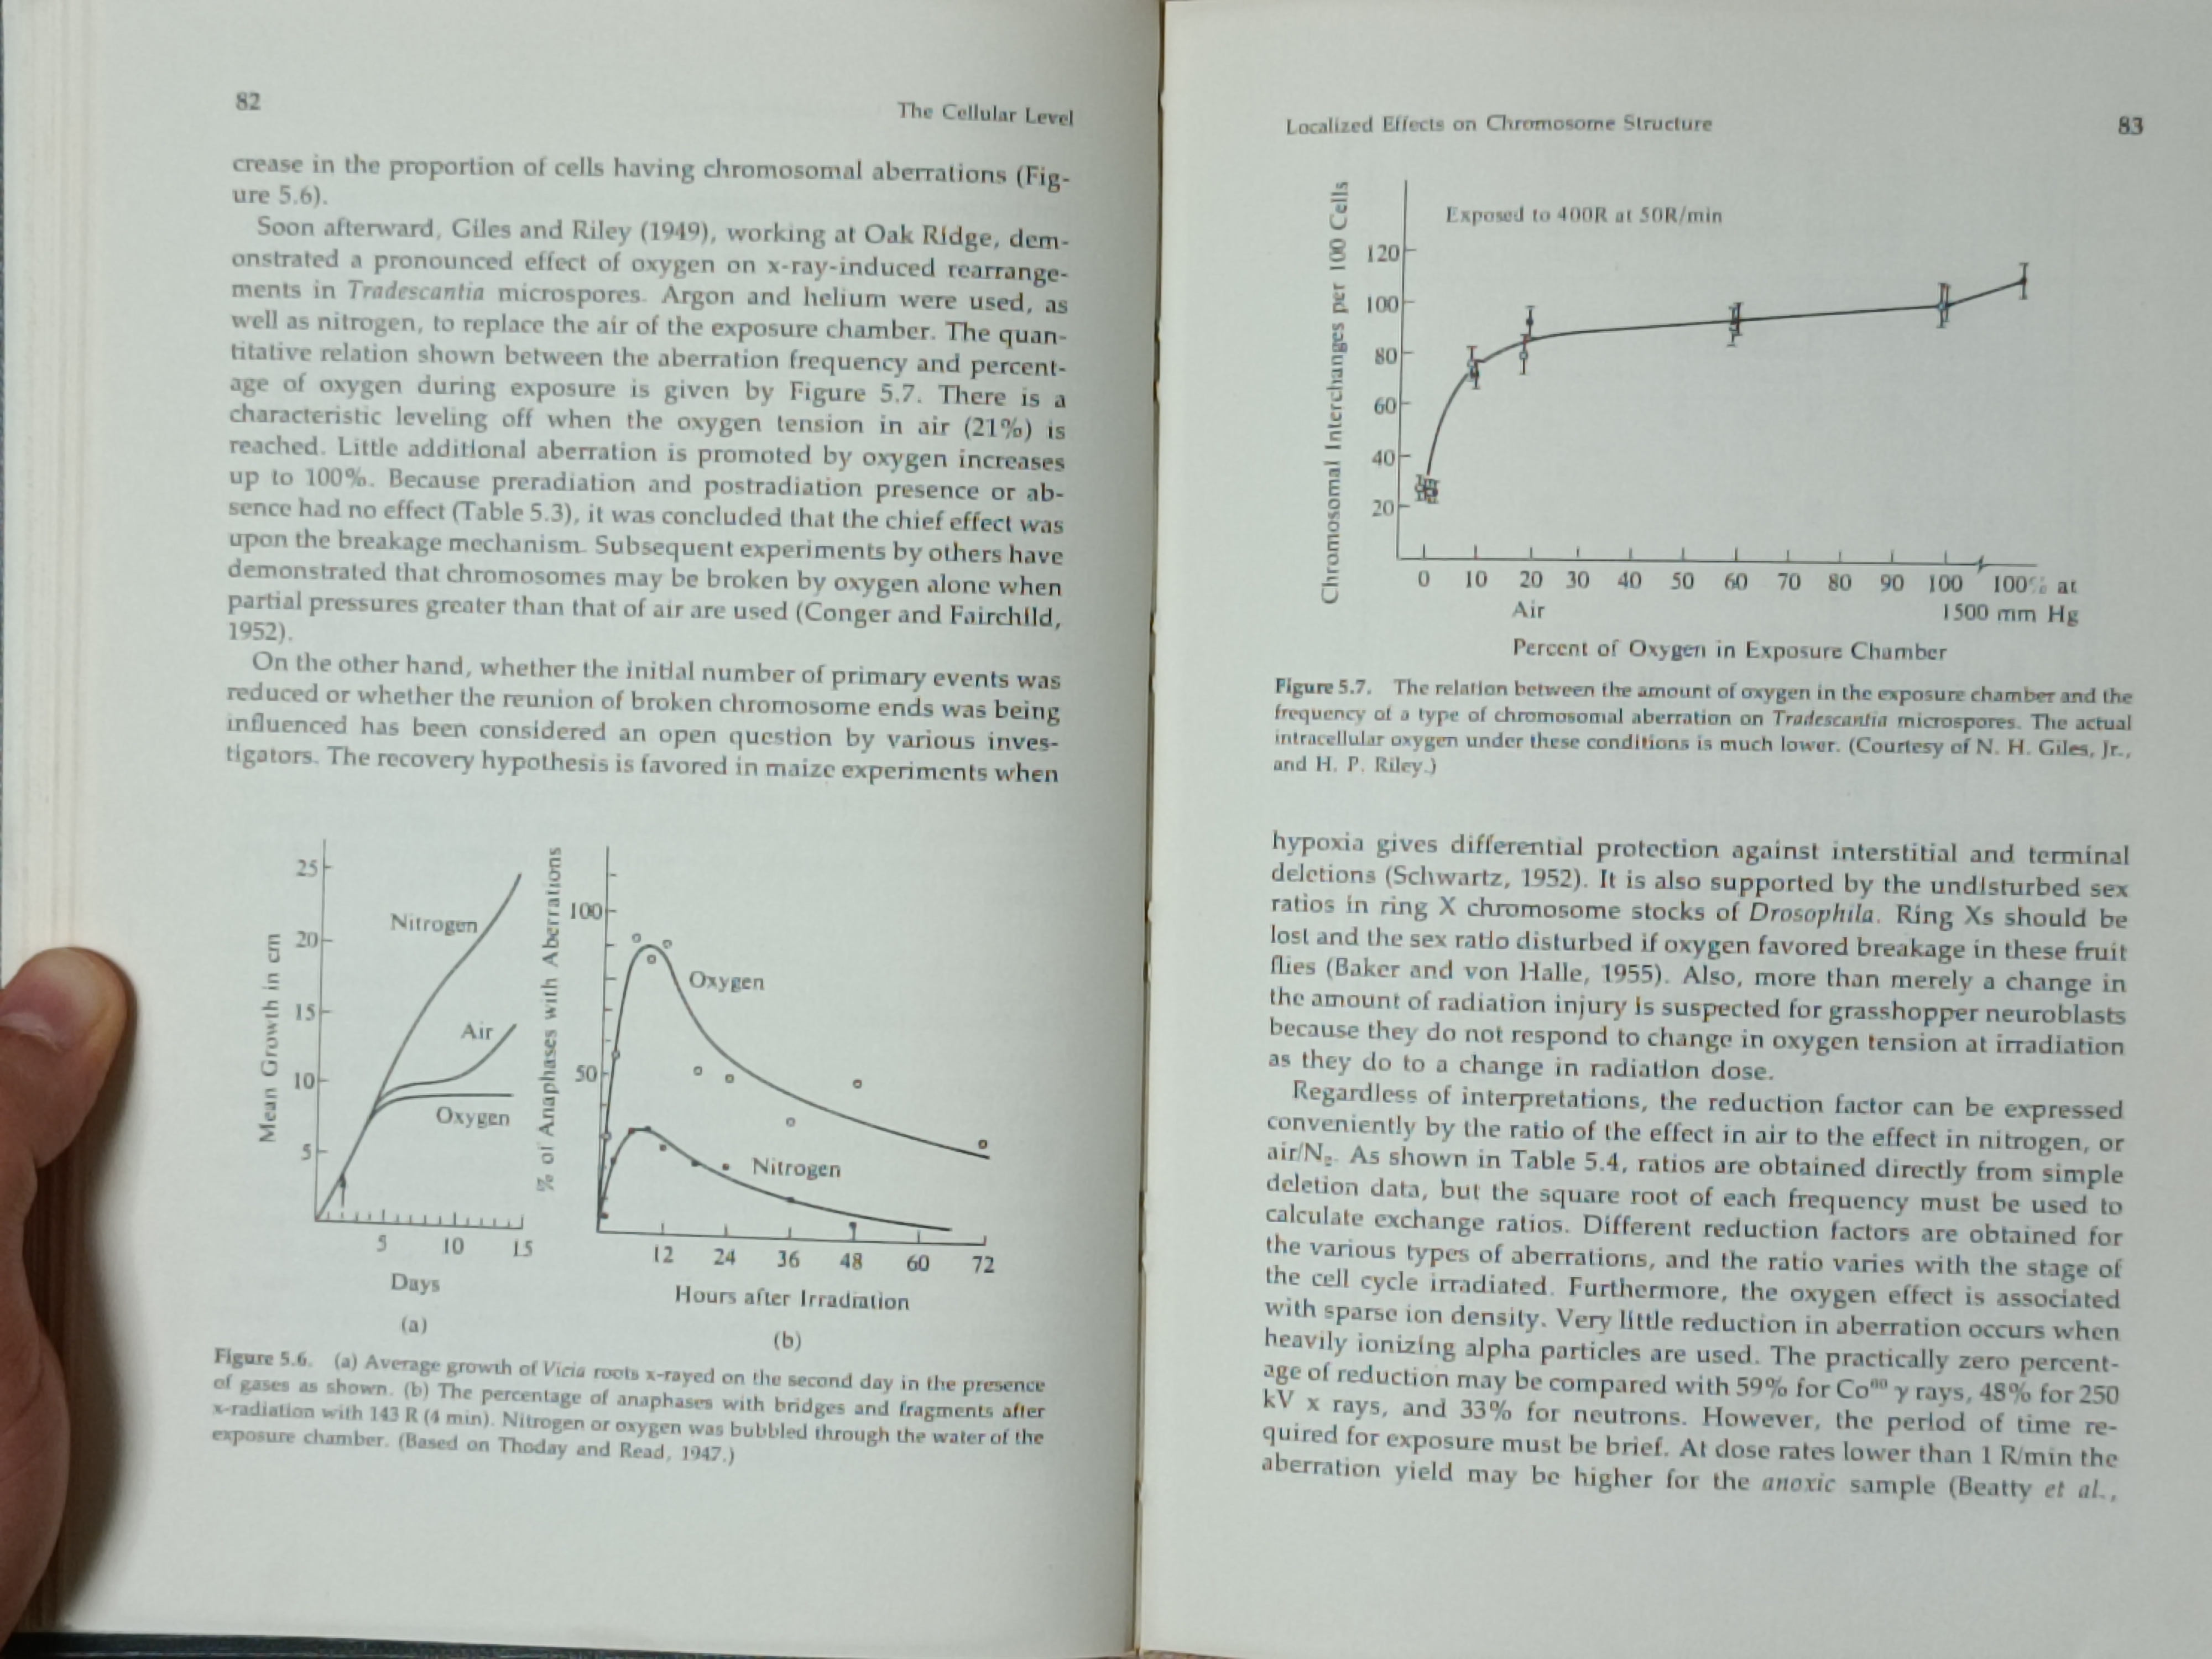 82
The Cellular Level
crease in the proportion of cells having chromosomal aberrations (Fig-
ure 5.6).
Soon afterward, Giles and Riley (1949), working at Oak Ridge, dem-
onstrated a pronounced effect of oxygen on x-ray-induced rearrange-
ments in Tradescantia microspores. Argon and helium were used, as
well as nitrogen, to replace the air of the exposure chamber. The quan-
titative relation shown between the aberration frequency and percent-
age of oxygen during exposure is given by Figure 5.7. There is a
characteristic leveling off when the oxygen tension in air (21%) is
reached. Little additional aberration is promoted by oxygen increases
up to 100%. Because preradiation and postradiation presence or ab-
sence had no effect (Table 5.3), it was concluded that the chief effect was
upon the breakage mechanism. Subsequent experiments by others have
demonstrated that chromosomes may be broken by oxygen alone when
partial pressures greater than that of air are used (Conger and Fairchild,
1952).
On the other hand, whether the initial number of primary events was
reduced or whether the reunion of broken chromosome ends was being
influenced has been considered an open question by various inves-
tigators. The recovery hypothesis is favored in maize experiments when
Mean Growth in cm
25
20
15
10
5
Nitrogen
Air
Oxygen
5 10 15
Days
(a)
% of Anaphases with Aberrations
100
50
Oxygen
Nitrogen
12 24 36 48 60 72
Hours after Irradiation
(b)
Figure 5.6. (a) Average growth of Vicia roots x-rayed on the second day in the presence
of gases as shown. (b) The percentage of anaphases with bridges and fragments after
x-radiation with 143 R (4 min). Nitrogen or oxygen was bubbled through the water of the
exposure chamber. (Based on Thoday and Read, 1947.)
Localized Effects on Chromosome Structure
83
Chromosomal Interchanges per 100 Cells
Exposed to 400R at 50R/min
120
100
80
60
40
20
0 10 20 30 40 50 60 70 80 90 100 100% at
Air 1500 mm Hg
Percent of Oxygen in Exposure Chamber
Figure 5.7. The relation between the amount of oxygen in the exposure chamber and the
frequency of a type of chromosomal aberration on Tradescantia microspores. The actual
intracellular oxygen under these conditions is much lower. (Courtesy of N. H. Giles, Jr.,
and H. P. Riley.)
hypoxia gives differential protection against interstitial and terminal
deletions (Schwartz, 1952). It is also supported by the undisturbed sex
ratios in ring X chromosome stocks of Drosophila. Ring Xs should be
lost and the sex ratio disturbed if oxygen favored breakage in these fruit
flies (Baker and von Halle, 1955). Also, more than merely a change in
the amount of radiation injury is suspected for grasshopper neuroblasts
because they do not respond to change in oxygen tension at irradiation
as they do to a change in radiation dose.
Regardless of interpretations, the reduction factor can be expressed
conveniently by the ratio of the effect in air to the effect in nitrogen, or
air/N₂. As shown in Table 5.4, ratios are obtained directly from simple
deletion data, but the square root of each frequency must be used to
calculate exchange ratios. Different reduction factors are obtained for
the various types of aberrations, and the ratio varies with the stage of
the cell cycle irradiated. Furthermore, the oxygen effect is associated
with sparse ion density. Very little reduction in aberration occurs when
heavily ionizing alpha particles are used. The practically zero percent-
age of reduction may be compared with 59% for Co⁶⁰ γ rays, 48% for 250
kV x rays, and 33% for neutrons. However, the period of time re-
quired for exposure must be brief. At dose rates lower than 1 R/min the
aberration yield may be higher for the anoxic sample (Beatty et al.,